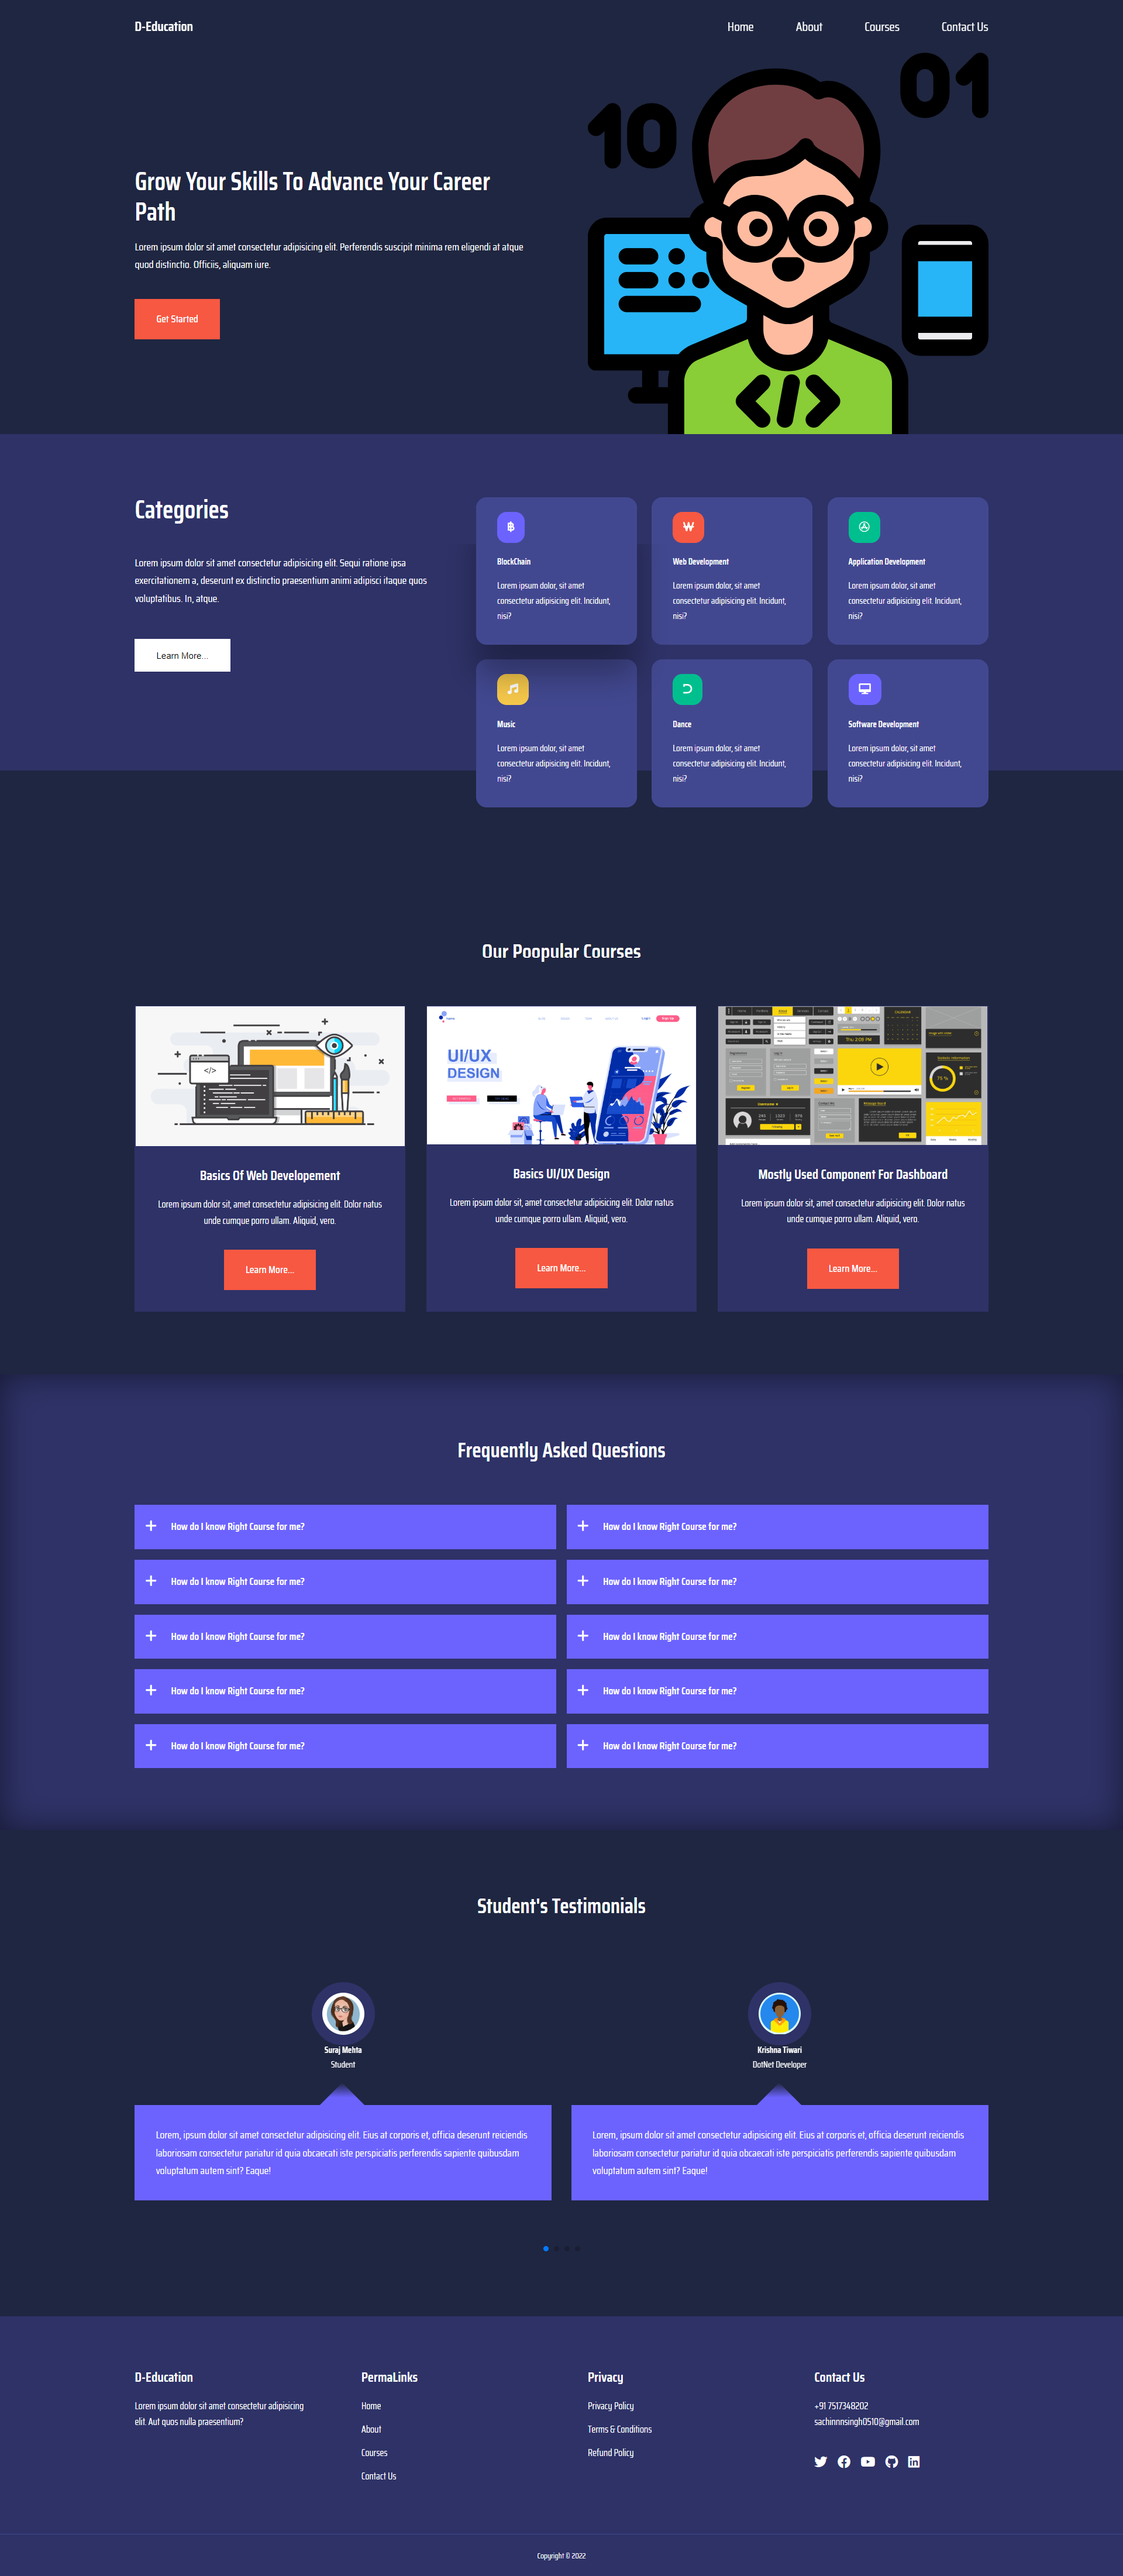 D-Education
Home
About
Courses
Contact Us
10
01
Grow Your Skills To Advance Your Career
Path
Lorem ipsum dolor sit amet consectetur adipisicing elit. Perferendis suscipit minima rem eligendi at atque
quod distinctio. Officiis, aliquam iure.
Get Started
</>
Categories
Lorem ipsum dolor sit amet consectetur adipisicing elit. Sequi ratione ipsa
exercitationem a, deserunt ex distinctio praesentium animi adipisci itaque quos
voluptatibus. In, atque.
Learn More...
BlockChain
Lorem ipsum dolor, sit amet
consectetur adipisicing elit. Incidunt,
nisi?
Web Development
Lorem ipsum dolor, sit amet
consectetur adipisicing elit. Incidunt,
nisi?
Application Development
Lorem ipsum dolor, sit amet
consectetur adipisicing elit. Incidunt,
nisi?
Music
Lorem ipsum dolor, sit amet
consectetur adipisicing elit. Incidunt,
nisi?
Dance
Lorem ipsum dolor, sit amet
consectetur adipisicing elit. Incidunt,
nisi?
Software Development
Lorem ipsum dolor, sit amet
consectetur adipisicing elit. Incidunt,
nisi?
Our Poopular Courses
</>
Basics Of Web Developement
Lorem ipsum dolor sit, amet consectetur adipisicing elit. Dolor natus
unde cumque porro ullam. Aliquid, vero.
Learn More...
UI/UX
DESIGN
Basics UI/UX Design
Lorem ipsum dolor sit, amet consectetur adipisicing elit. Dolor natus
unde cumque porro ullam. Aliquid, vero.
Learn More...
Mostly Used Component For Dashboard
Lorem ipsum dolor sit, amet consectetur adipisicing elit. Dolor natus
unde cumque porro ullam. Aliquid, vero.
Learn More...
Frequently Asked Questions
How do I know Right Course for me?
How do I know Right Course for me?
How do I know Right Course for me?
How do I know Right Course for me?
How do I know Right Course for me?
How do I know Right Course for me?
How do I know Right Course for me?
How do I know Right Course for me?
How do I know Right Course for me?
How do I know Right Course for me?
Student's Testimonials
Suraj Mehta
Student
Lorem, ipsum dolor sit amet consectetur adipisicing elit. Eius at corporis et, officia deserunt reiciendis
laboriosam consectetur pariatur id quia obcaecati iste perspiciatis perferendis sapiente quibusdam
voluptatum autem sint? Eaque!
Krishna Tiwari
DotNet Developer
Lorem, ipsum dolor sit amet consectetur adipisicing elit. Eius at corporis et, officia deserunt reiciendis
laboriosam consectetur pariatur id quia obcaecati iste perspiciatis perferendis sapiente quibusdam
voluptatum autem sint? Eaque!
D-Education
Lorem ipsum dolor sit amet consectetur adipisicing
elit. Aut quos nulla praesentium?
PermaLinks
Home
About
Courses
Contact Us
Privacy
Privacy Policy
Terms & Conditions
Refund Policy
Contact Us
+91 7517348202
sachinnnsingh0510@gmail.com
Copyright © 2022